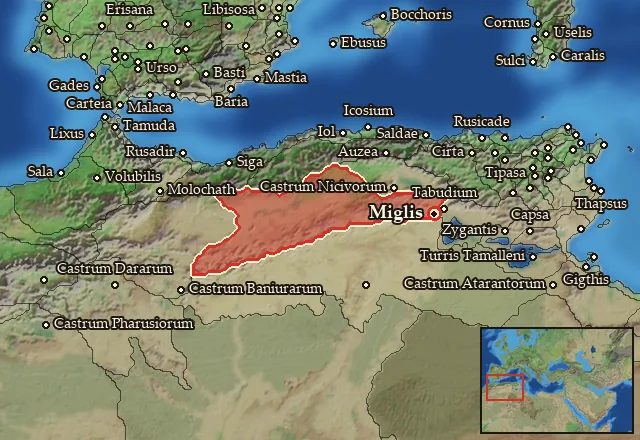 Erisana
Libisosa
Bocchoris
Cornus
Uselis
Ebusus
Urso
Basti
Mastia
Sulci
Caralis
Gades
Carteia
Malaca
Baria
Icosium
Lixus
Tamuda
Iol
Saldae
Rusicade
Rusadir
Auzea
Cirta
Siga
Sala
Volubilis
Tipasa
Molochath
Castrum Nicivorum
Tabudium
Miglis
Capsa
Thapsus
Zygantis
Turris Tamalleni
Castrum Dararum
Castrum Baniurarum
Castrum Atarantorum
Gigthis
Castrum Pharusiorum